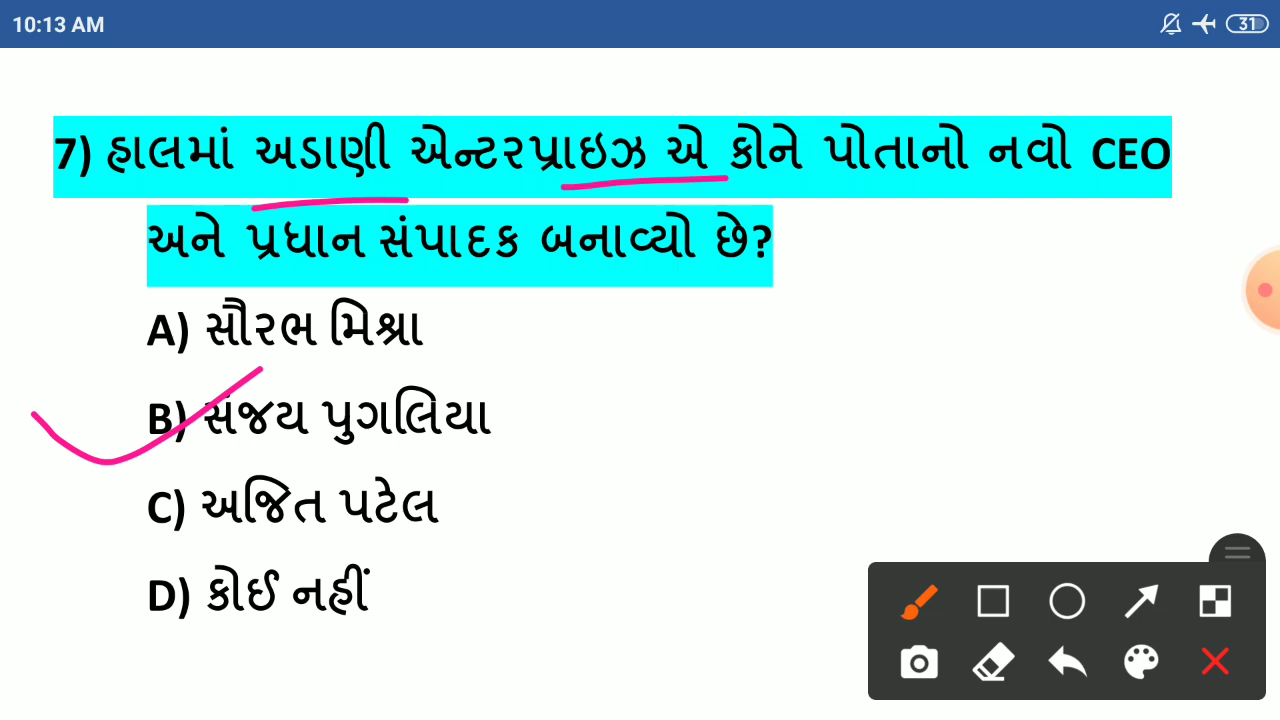 10:13 AM
31
7) હાલમાં અડાણી એન્ટરપ્રાઇઝ એ કોને પોતાનો નવો CEO
અને પ્રધાન સંપાદક બનાવ્યો છે?
A) સૌરભ મિશ્રા
B) સંજય પુગલિયા
C) અજિત પટેલ
D) કોઈ નહીં